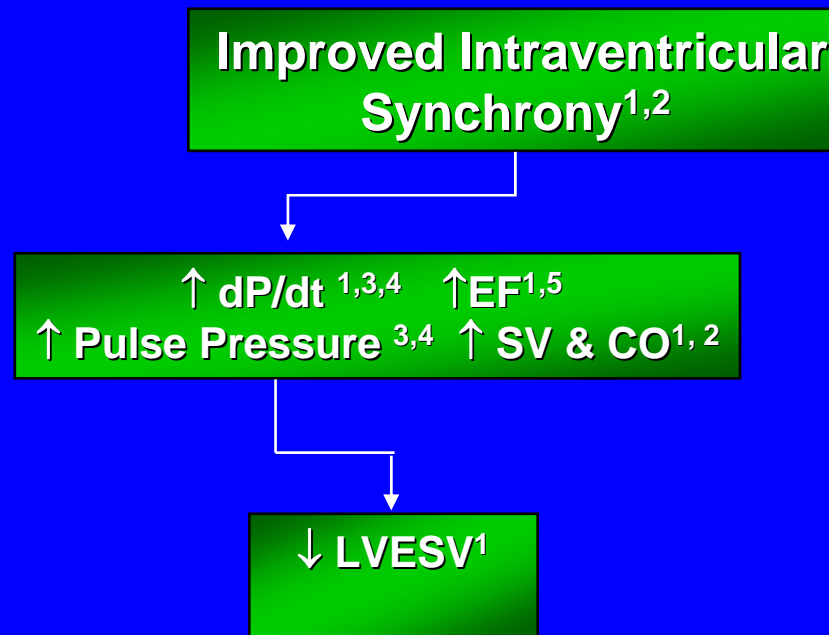 Improved Intraventricular
Synchrony¹,²
↑ dP/dt ¹,³,⁴ ↑EF¹,⁵
↑ Pulse Pressure ³,⁴ ↑ SV & CO¹, ²
↓ LVESV¹